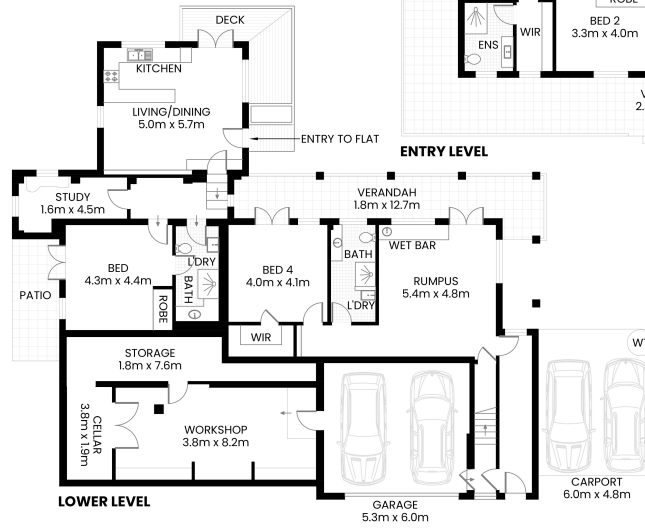 DECK
KITCHEN
LIVING/DINING
5.0m x 5.7m
ENTRY TO FLAT
ENS
WIR
ROBE
BED 2
3.3m x 4.0m
V
2.
ENTRY LEVEL
STUDY
1.6m x 4.5m
VERANDAH
1.8m x 12.7m
L'DRY
BATH
WET BAR
BED
4.3m x 4.4m
BED 4
4.0m x 4.1m
BATH
RUMPUS
5.4m x 4.8m
PATIO
ROBE
L'DRY
WIR
W
STORAGE
1.8m x 7.6m
CELLAR
3.8m x 1.9m
WORKSHOP
3.8m x 8.2m
CARPORT
6.0m x 4.8m
LOWER LEVEL
GARAGE
5.3m x 6.0m